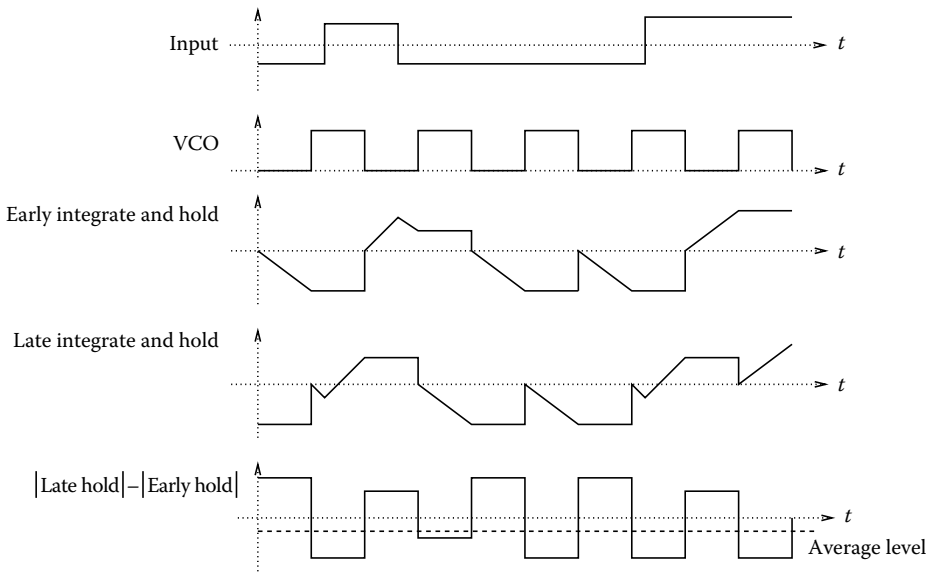 Input
t
VCO
t
Early integrate and hold
t
Late integrate and hold
t
|Late hold|–|Early hold|
t
Average level